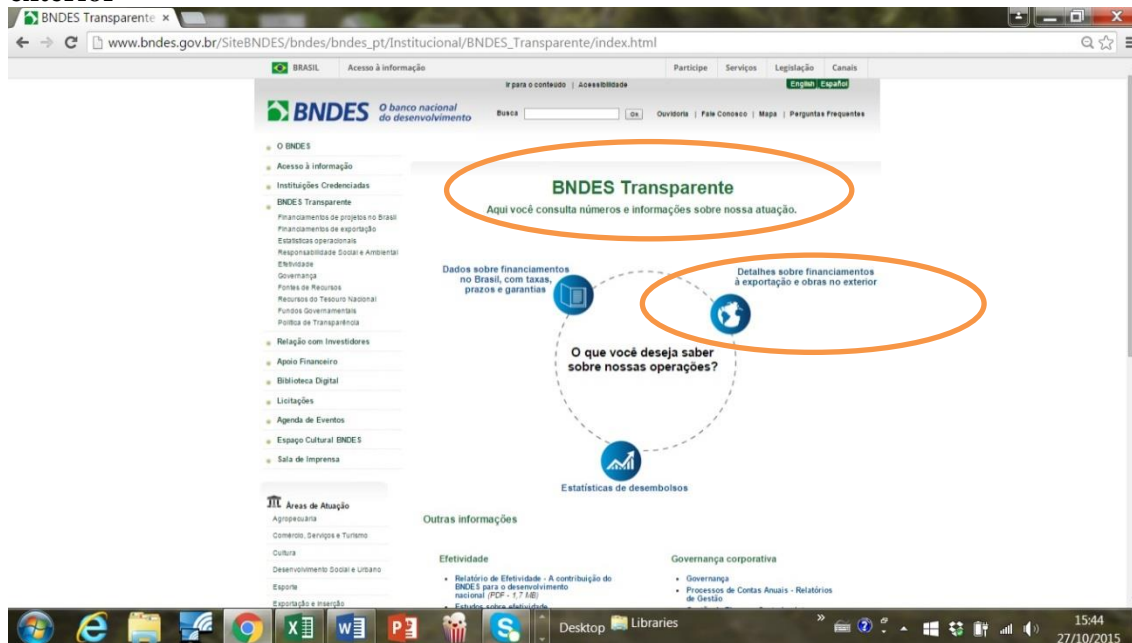 exterior
BNDES Transparente ×
www.bndes.gov.br/SiteBNDES/bndes/bndes_pt/Institucional/BNDES_Transparente/index.html
BRASIL Acesso à informação Participe Serviços Legislação Canais
Ir para o conteúdo | Acessibilidade English Español
BNDES O banco nacional
do desenvolvimento
Busca Ok Ouvidoria | Fale Conosco | Mapa | Perguntas Frequentes
O BNDES
Acesso à informação
Instituições Credenciadas
BNDES Transparente
Financiamentos de projetos no Brasil
Financiamentos de exportação
Estatísticas operacionais
Responsabilidade Social e Ambiental
Efetividade
Governança
Fontes de Recursos
Recursos do Tesouro Nacional
Fundos Governamentais
Política de Transparência
Relação com Investidores
Apoio Financeiro
Biblioteca Digital
Licitações
Agenda de Eventos
Espaço Cultural BNDES
Sala de Imprensa
Áreas de Atuação
Agropecuária
Comércio, Serviços e Turismo
Cultura
Desenvolvimento Social e Urbano
Esporte
Exportação e Inserção
BNDES Transparente
Aqui você consulta números e informações sobre nossa atuação.
Dados sobre financiamentos
no Brasil, com taxas,
prazos e garantias
Detalhes sobre financiamentos
à exportação e obras no exterior
O que você deseja saber
sobre nossas operações?
Estatísticas de desembolsos
Outras informações
Efetividade
Relatório de Efetividade - A contribuição do
BNDES para o desenvolvimento
nacional (PDF - 1,7 MB)
Estudos sobre efetividade
Governança corporativa
Governança
Processos de Contas Anuais - Relatórios
de Gestão
Desktop Libraries 15:44
27/10/2015